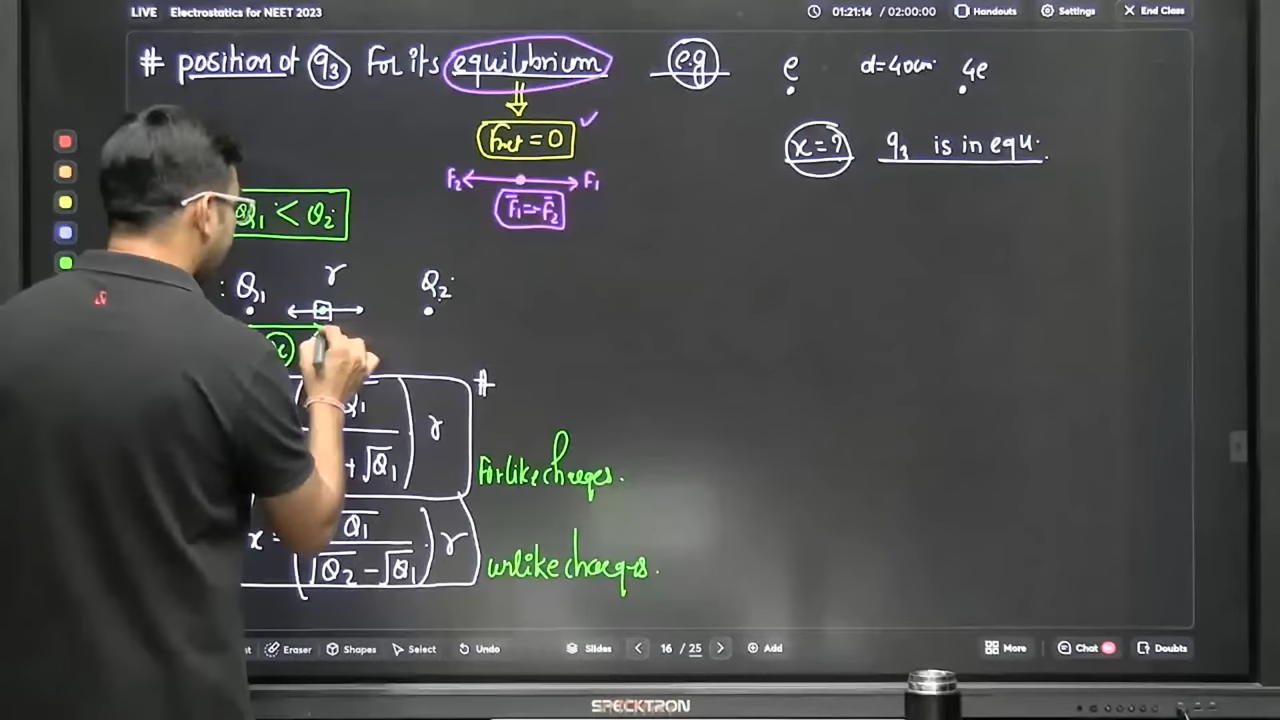 LIVE Electrostatics for NEET 2023 01:21:14 / 02:00:00 Handouts Settings End Class
# position of q3 For its equilibrium
Fnet = 0
F2 F1
F̄1 = -F̄2
Q1 < Q2
: Q1 r Q2
#
√Q1
+ √Q1 r
For like charges.
x = (√Q1 / √Q2 - √Q1) r
unlike charges.
e.g e d=40cm 4e
x=? q3 is in equ.
Eraser Shapes Select Undo Slides 16 / 25 Add More Chat Doubts
SPECKTRON